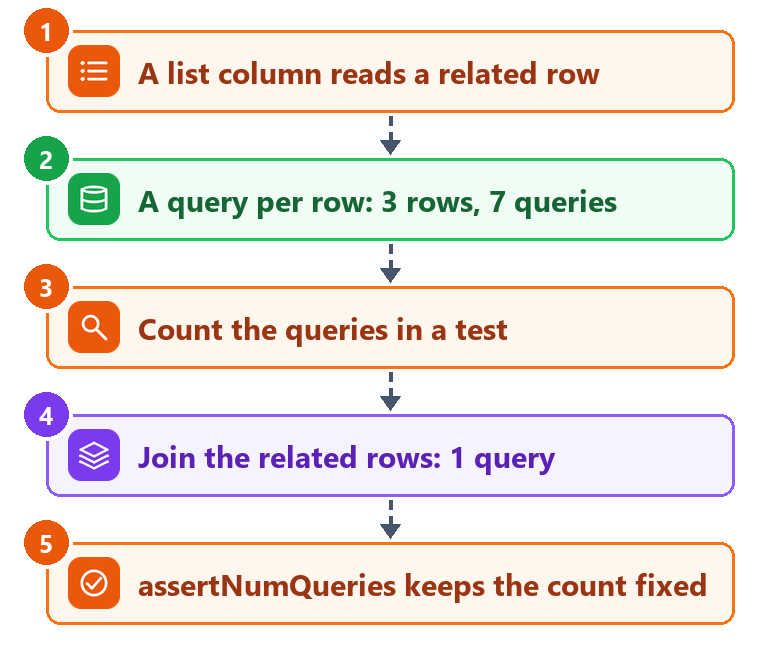 1
A list column reads a related row
2
A query per row: 3 rows, 7 queries
3
Count the queries in a test
4
Join the related rows: 1 query
5
assertNumQueries keeps the count fixed